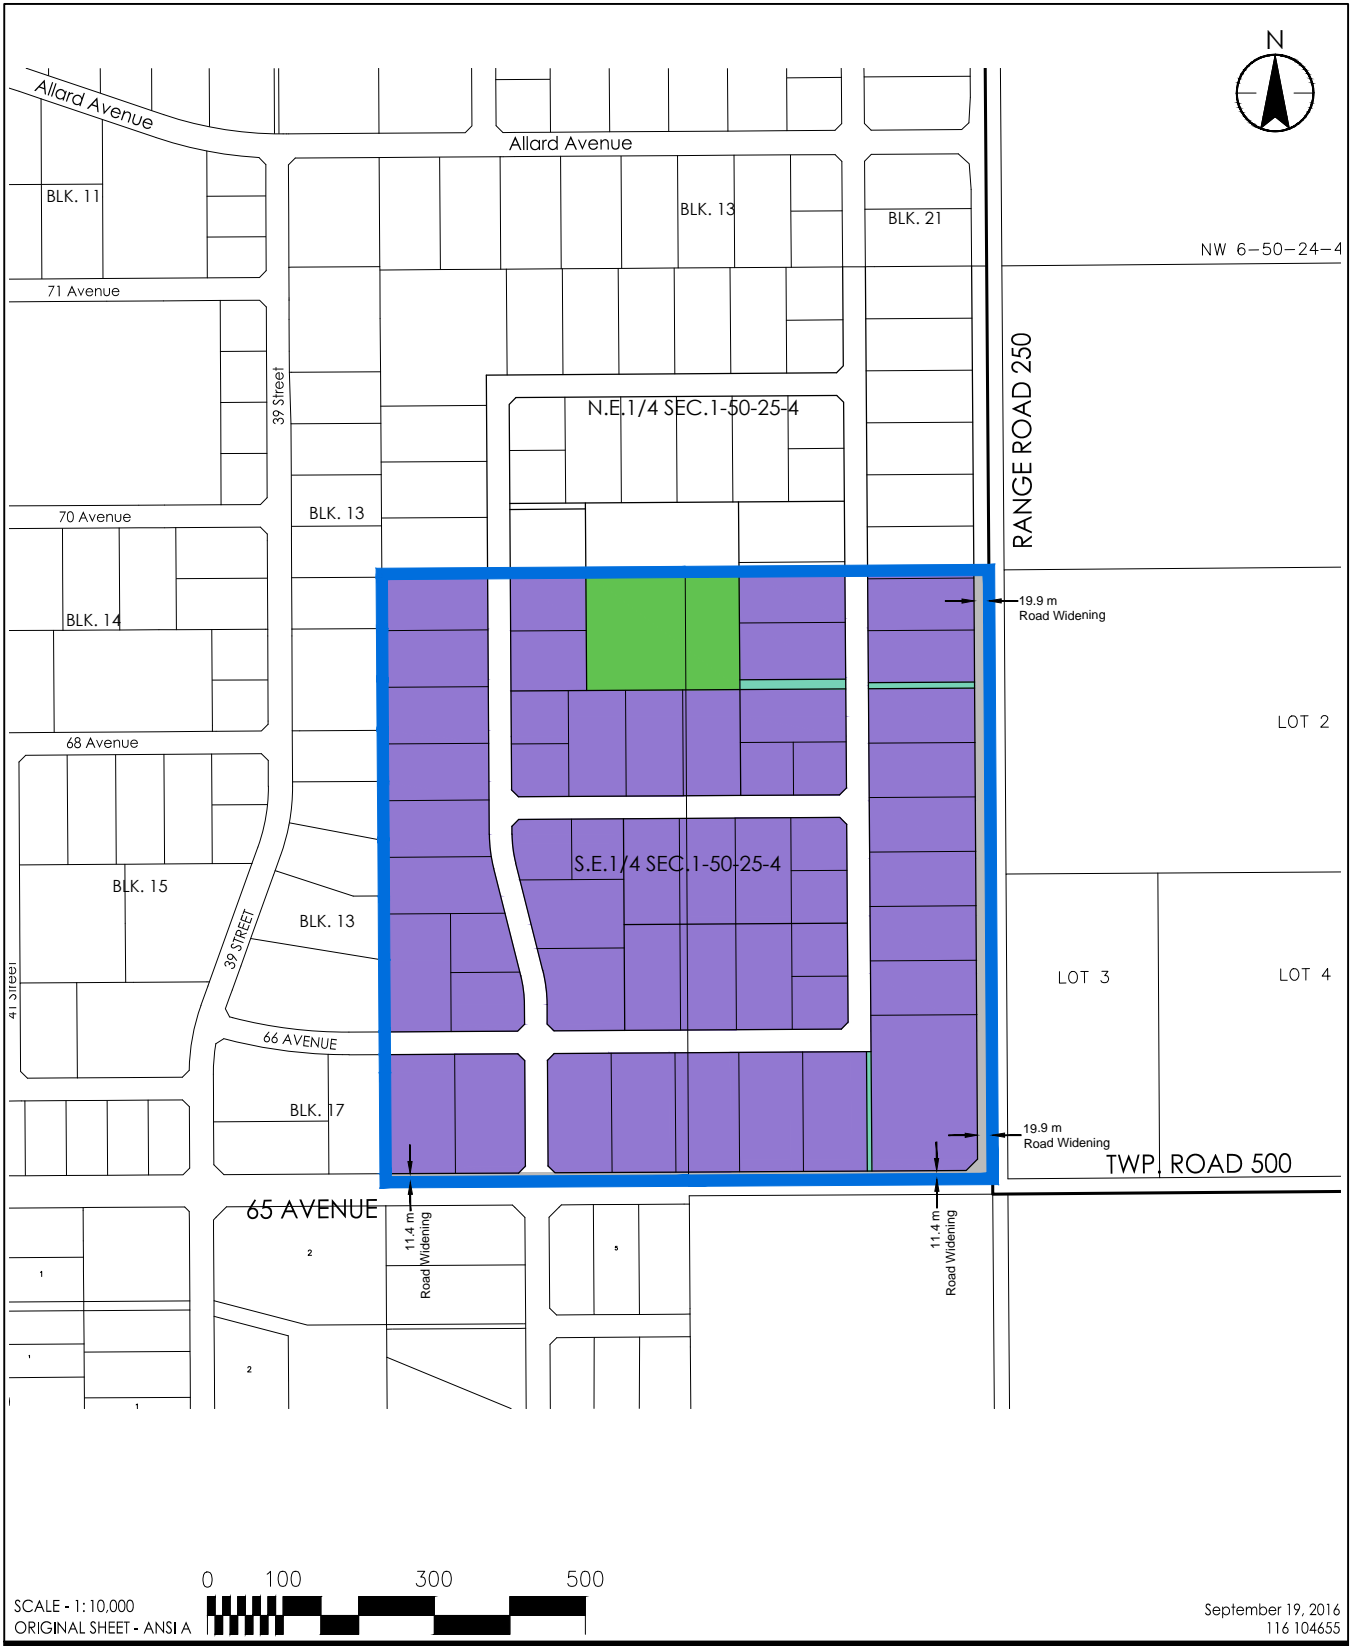 N
Allard Avenue
Allard Avenue
BLK. 11
BLK. 13
BLK. 21
NW 6-50-24-4
71 Avenue
RANGE ROAD 250
39 Street
N.E.1/4 SEC.1-50-25-4
70 Avenue
BLK. 13
19.9 m
Road Widening
BLK. 14
LOT 2
68 Avenue
S.E.1/4 SEC.1-50-25-4
BLK. 15
BLK. 13
39 STREET
41 Street
LOT 3
LOT 4
66 AVENUE
BLK. 17
19.9 m
Road Widening
TWP. ROAD 500
65 AVENUE
11.4 m
Road Widening
11.4 m
Road Widening
2
1
1
2
1
0 100 300 500
SCALE - 1:10,000
ORIGINAL SHEET - ANSI A
September 19, 2016
116 104655